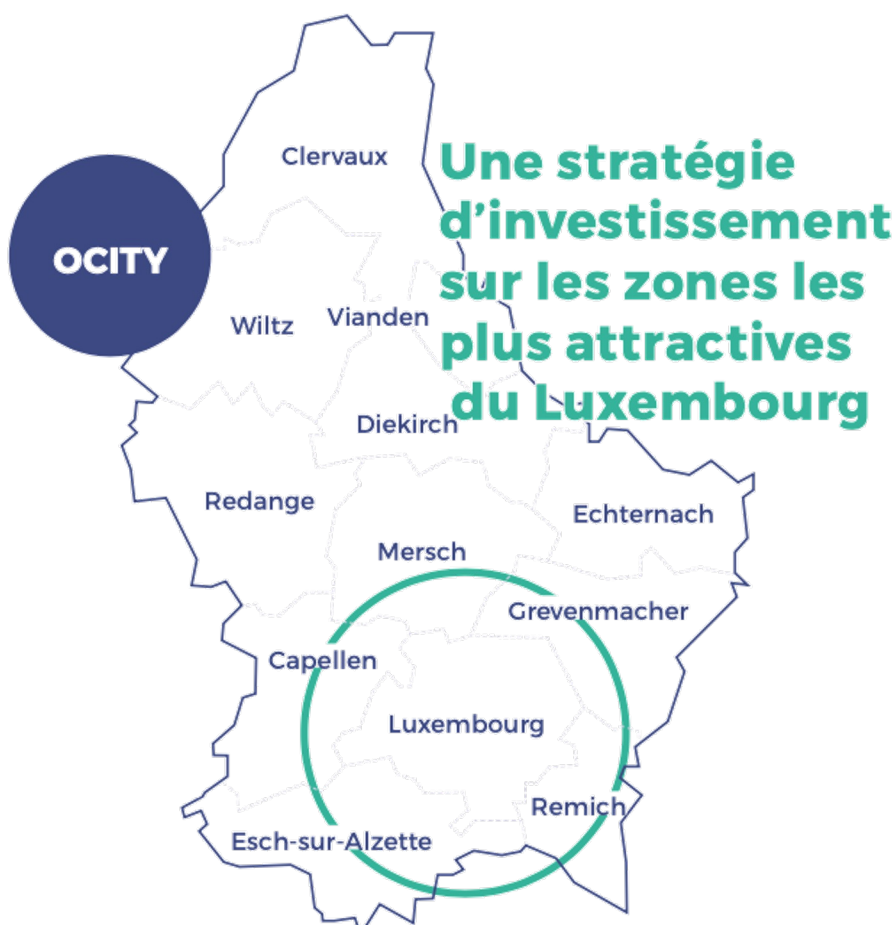 Clervaux
Une stratégie
d’investissement
sur les zones les
plus attractives
du Luxembourg
OCITY
Wiltz
Vianden
Diekirch
Redange
Echternach
Mersch
Grevenmacher
Capellen
Luxembourg
Remich
Esch-sur-Alzette